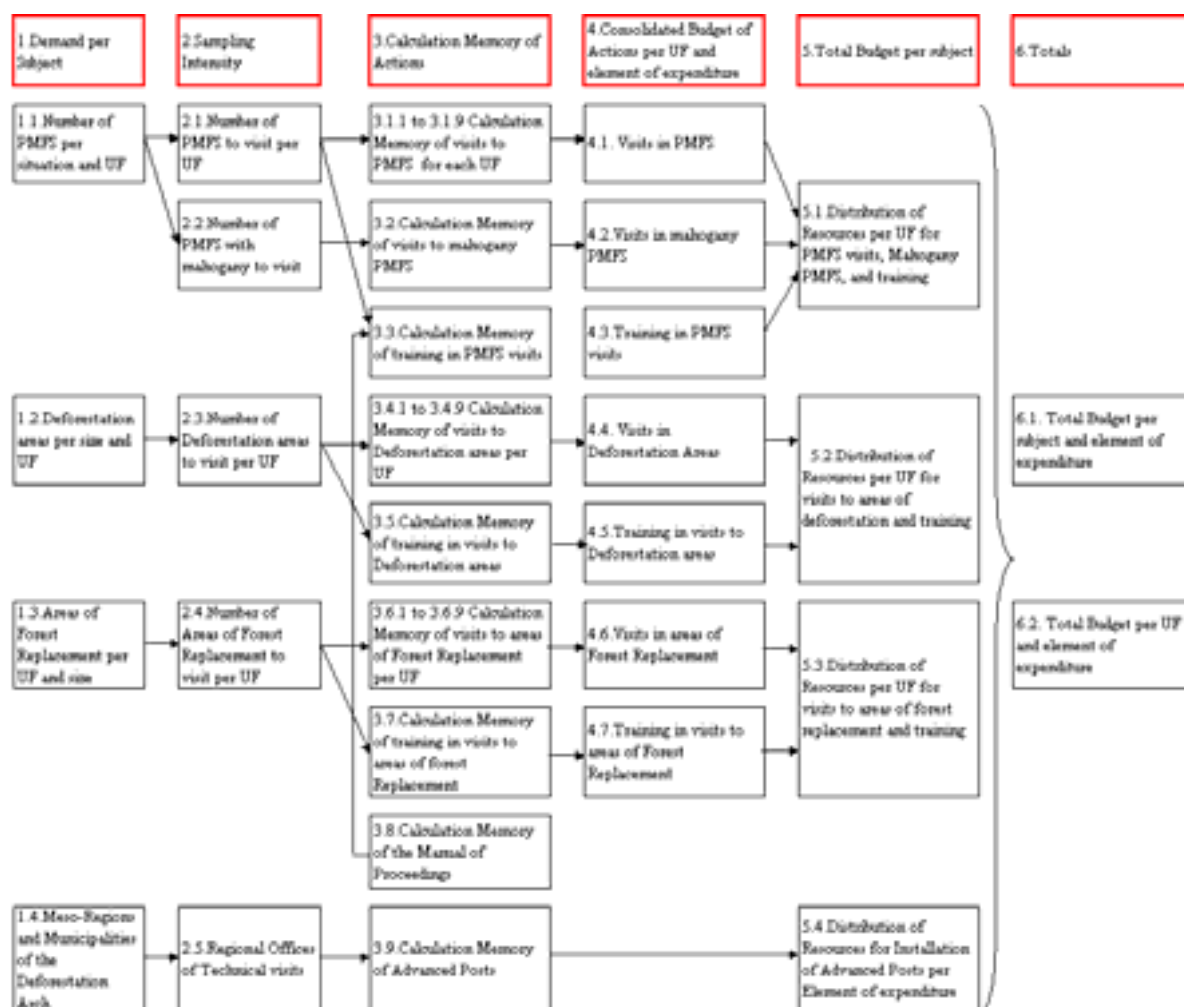 1.Demand per
Subject
2.Sampling
Intensity
3.Calculation Memory of
Actions
4.Consolidated Budget of
Actions per UF and
element of expenditure
5.Total Budget per subject
6.Totals
1.1.Number of
PMFS per
situation and UF
2.1.Number of
PMFS to visit per
UF
3.1.1 to 3.1.9 Calculation
Memory of visits to
PMFS for each UF
4.1. Visits in PMFS
2.2.Number of
PMFS with
mahogany to visit
3.2.Calculation Memory
of visits to mahogany
PMFS
4.2.Visits in mahogany
PMFS
5.1.Distribution of
Resources per UF for
PMFS visits, Mahogany
PMFS, and training
3.3.Calculation Memory
of training in PMFS visits
4.3.Training in PMFS
visits
1.2.Deforestation
areas per size and
UF
2.3.Number of
Deforestation areas
to visit per UF
3.4.1 to 3.4.9 Calculation
Memory of visits to
Deforestation areas per
UF
4.4. Visits in
Deforestation Areas
5.2.Distribution of
Resources per UF for
visits to areas of
deforestation and training
6.1. Total Budget per
subject and element of
expenditure
3.5.Calculation Memory
of training in visits to
Deforestation areas
4.5.Training in visits to
Deforestation areas
1.3.Areas of
Forest
Replacement per
UF and size
2.4.Number of
Areas of Forest
Replacement to
visit per UF
3.6.1 to 3.6.9 Calculation
Memory of visits to areas
of Forest Replacement
per UF
4.6.Visits in areas of
Forest Replacement
5.3.Distribution of
Resources per UF for
visits to areas of forest
replacement and training
6.2. Total Budget per UF
and element of
expenditure
3.7.Calculation Memory
of training in visits to
areas of forest
Replacement
4.7.Training in visits to
areas of Forest
Replacement
3.8.Calculation Memory
of the Manual of
Proceedings
1.4.Meso-Regions
and Municipalities
of the
Deforestation
Arch
2.5.Regional Offices
of Technical visits
3.9.Calculation Memory
of Advanced Posts
5.4.Distribution of
Resources for Installation
of Advanced Posts per
Element of expenditure